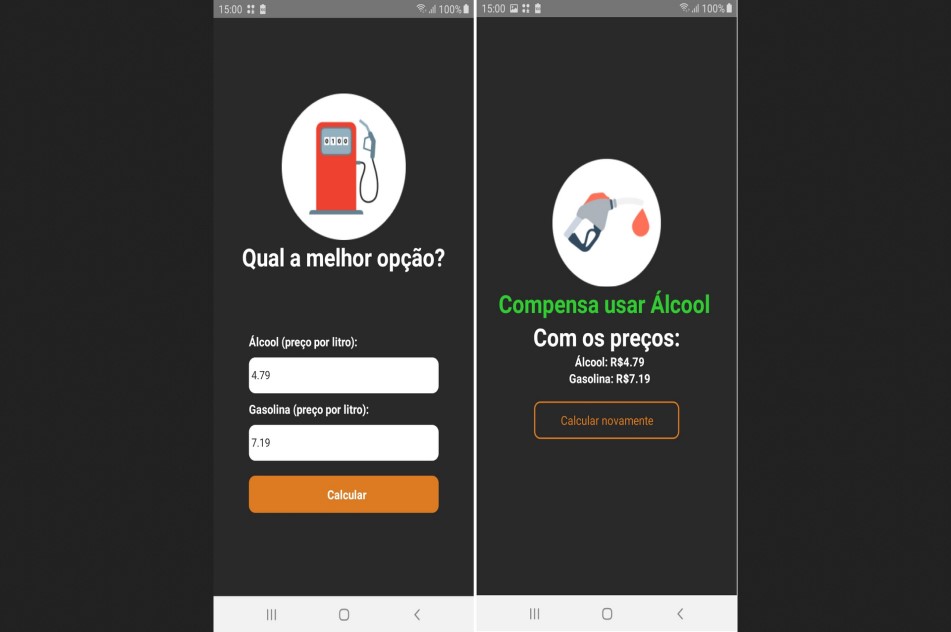 15:00 100%
Qual a melhor opção?
Álcool (preço por litro):
4.79
Gasolina (preço por litro):
7.19
Calcular
15:00 100%
Compensa usar Álcool
Com os preços:
Álcool: R$4.79
Gasolina: R$7.19
Calcular novamente